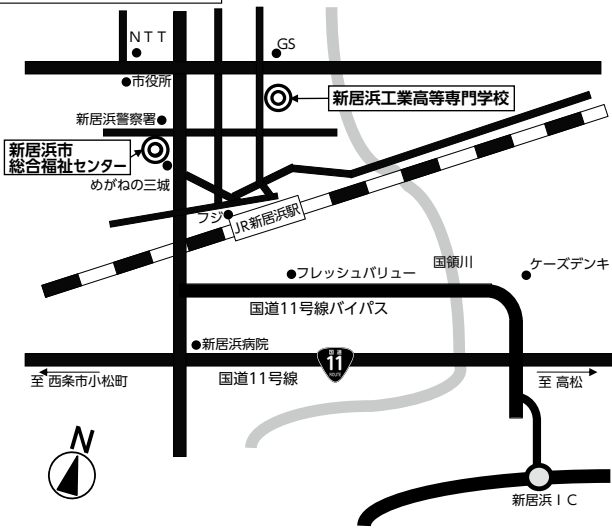 NTT
GS
市役所
新居浜工業高等専門学校
新居浜警察署
新居浜市
総合福祉センター
めがねの三城
フジ
JR新居浜駅
国領川
ケーズデンキ
フレッシュバリュー
国道11号線バイパス
新居浜病院
国道
11
ROUTE
至 西条市小松町
国道11号線
至 高松
N
新居浜IC